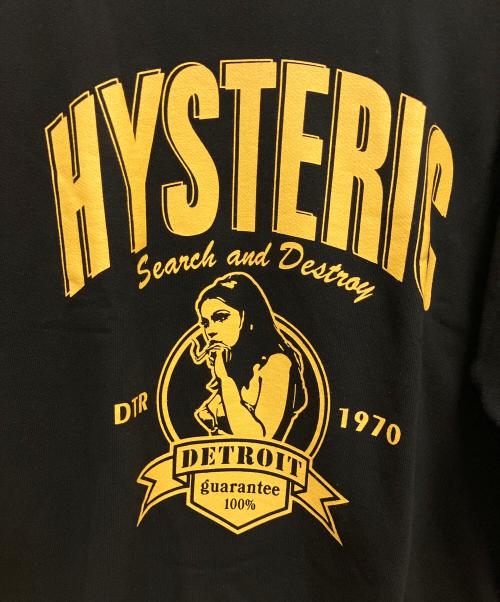 HYSTERIC
Search and Destroy
DTR
1970
DETROIT
guarantee
100%